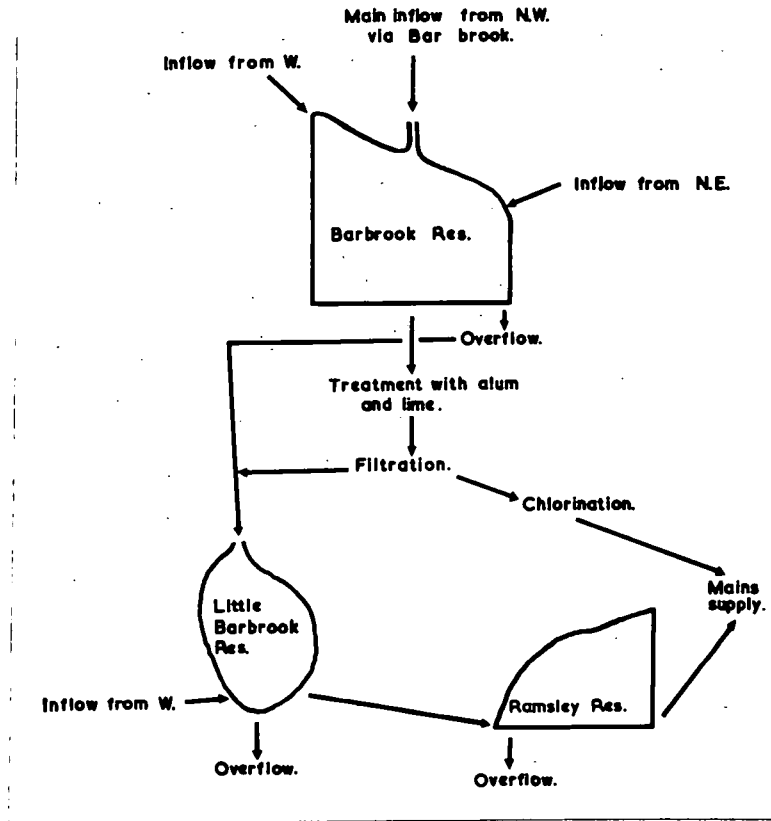 Main inflow from N.W.
via Bar brook.
Inflow from W.
Inflow from N.E.
Barbrook Res.
Overflow.
Treatment with alum
and lime.
Filtration.
Chlorination.
Mains
supply.
Little
Barbrook
Res.
Ramsley Res.
Inflow from W.
Overflow.
Overflow.